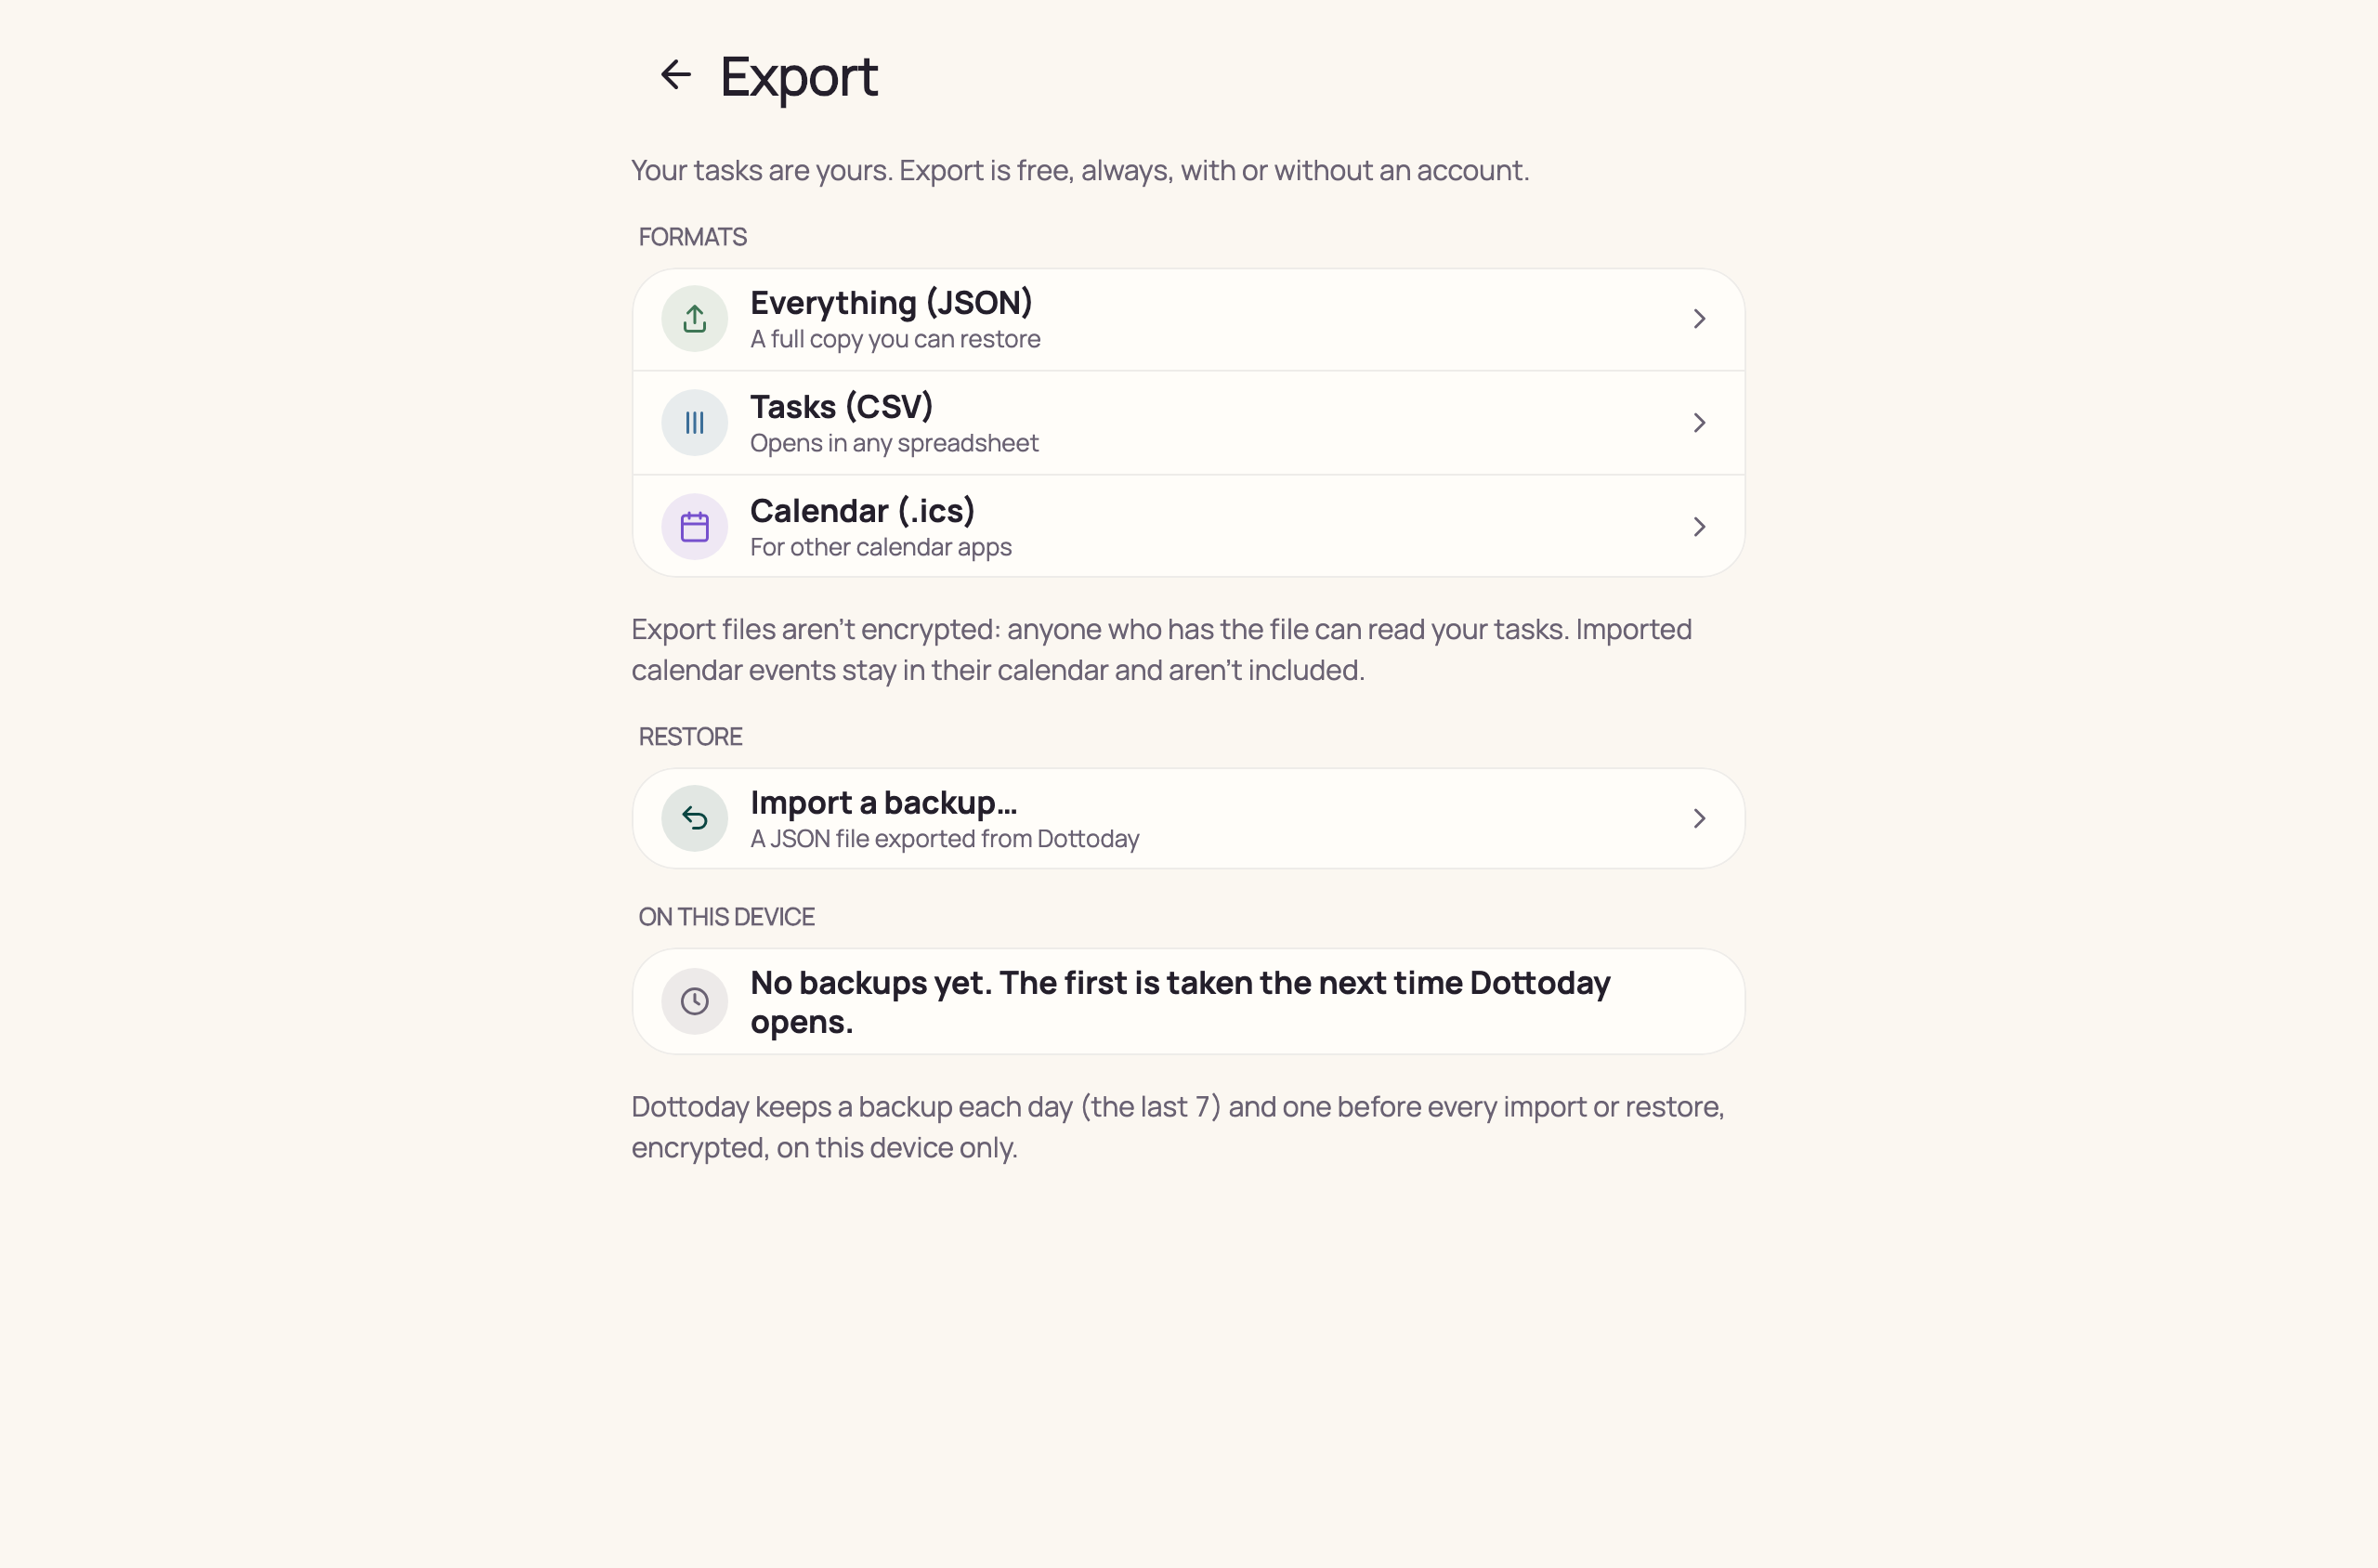 Export
Your tasks are yours. Export is free, always, with or without an account.
FORMATS
Everything (JSON)
A full copy you can restore
Tasks (CSV)
Opens in any spreadsheet
Calendar (.ics)
For other calendar apps
Export files aren’t encrypted: anyone who has the file can read your tasks. Imported
calendar events stay in their calendar and aren’t included.
RESTORE
Import a backup…
A JSON file exported from Dottoday
ON THIS DEVICE
No backups yet. The first is taken the next time Dottoday
opens.
Dottoday keeps a backup each day (the last 7) and one before every import or restore,
encrypted, on this device only.